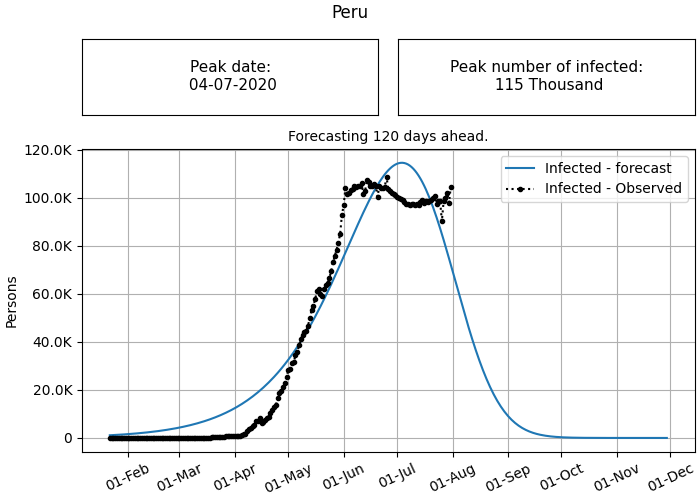 Peru
Peak date:
04-07-2020
Peak number of infected:
115 Thousand
Forecasting 120 days ahead.
120.0K
100.0K
80.0K
60.0K
40.0K
20.0K
0
Persons
Infected - forecast
Infected - Observed
01-Feb
01-Mar
01-Apr
01-May
01-Jun
01-Jul
01-Aug
01-Sep
01-Oct
01-Nov
01-Dec